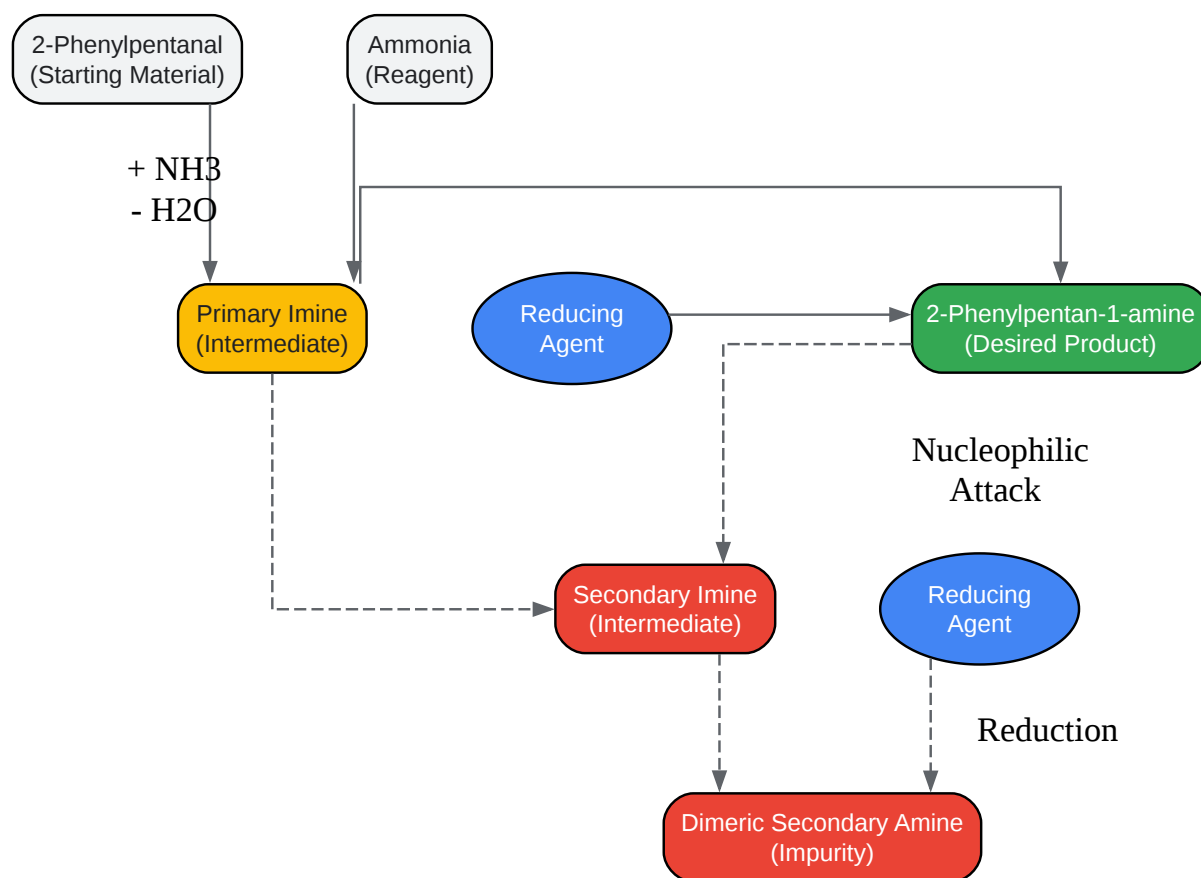 2-Phenylpentanal
(Starting Material)
Ammonia
(Reagent)
+ NH3
- H2O
Primary Imine
(Intermediate)
Reducing
Agent
2-Phenylpentan-1-amine
(Desired Product)
Nucleophilic
Attack
Secondary Imine
(Intermediate)
Reducing
Agent
Reduction
Dimeric Secondary Amine
(Impurity)